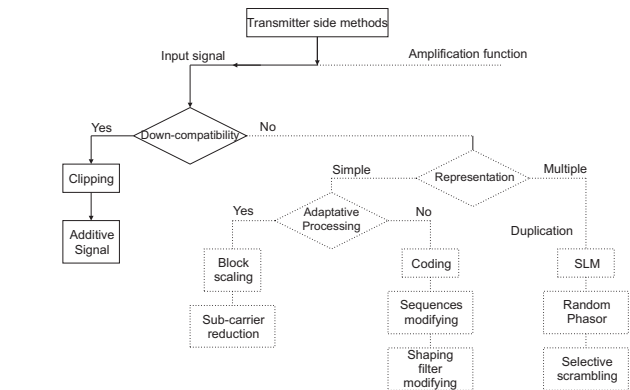 Transmitter side methods
Input signal
Amplification function
Down-compatibility
Yes
No
Clipping
Additive
Signal
Simple
Representation
Multiple
Yes
Adaptative
Processing
No
Duplication
Block
scaling
Coding
SLM
Sub-carrier
reduction
Sequences
modifying
Random
Phasor
Shaping
filter
modifying
Selective
scrambling